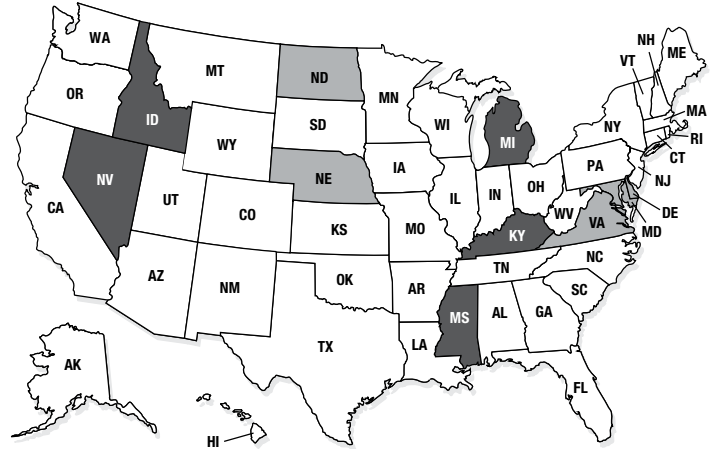 WA
MT
ND
MN
OR
ID
SD
WI
MI
NY
VT
NH
ME
MA
RI
CT
WY
NV
UT
CO
NE
IA
IL
IN
OH
PA
NJ
DE
MD
WV
VA
CA
KS
MO
KY
NC
TN
SC
AZ
NM
OK
AR
MS
AL
GA
TX
LA
FL
AK
HI